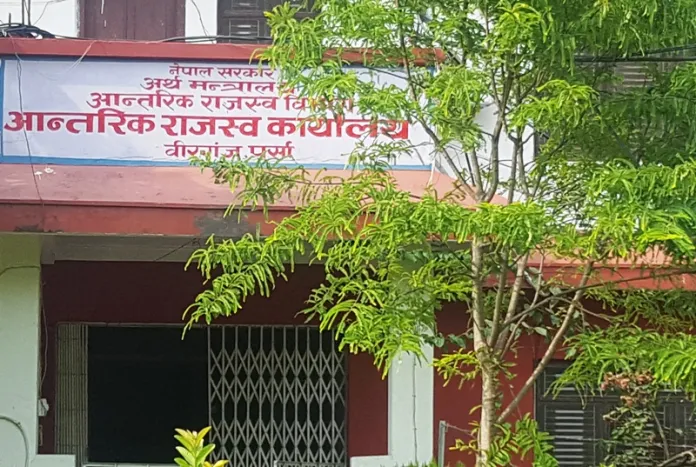 नेपाल सरकार
अर्थ मन्त्रालय
आन्तरिक राजस्व विभाग
आन्तरिक राजस्व कार्यालय
वीरगंज पर्सा